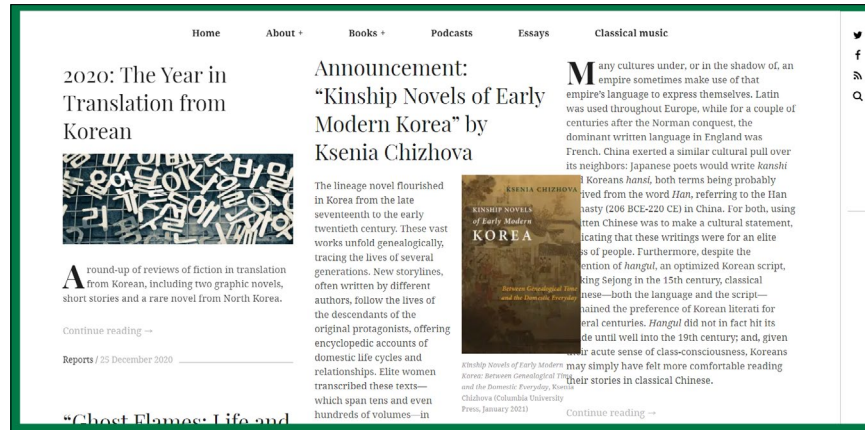 Home About + Books + Podcasts Essays Classical music
2020: The Year in
Translation from
Korean
Around-up of reviews of fiction in translation
from Korean, including two graphic novels,
short stories and a rare novel from North Korea.
Continue reading →
Reports / 25 December 2020
“Ghost Flames: Life and
Announcement:
“Kinship Novels of Early
Modern Korea” by
Ksenia Chizhova
The lineage novel flourished
in Korea from the late
seventeenth to the early
twentieth century. These vast
works unfold genealogically,
tracing the lives of several
generations. New storylines,
often written by different
authors, follow the lives of
the descendants of the
original protagonists, offering
encyclopedic accounts of
domestic life cycles and
relationships. Elite women
transcribed these texts—
which span tens and even
hundreds of volumes—in
KSENIA CHIZHOVA
KINSHIP NOVELS
of Early Modern
KOREA
Between Genealogical Time
and the Domestic Everyday
Kinship Novels of Early Modern
Korea: Between Genealogical Time
and the Domestic Everyday, Ksenia
Chizhova (Columbia University
Press, January 2021)
Many cultures under, or in the shadow of, an
empire sometimes make use of that
empire’s language to express themselves. Latin
was used throughout Europe, while for a couple of
centuries after the Norman conquest, the
dominant written language in England was
French. China exerted a similar cultural pull over
its neighbors: Japanese poets would write kanshi
Koreans hansi, both terms being probably
from the word Han, referring to the Han
(206 BCE-220 CE) in China. For both, using
Chinese was to make a cultural statement,
that these writings were for an elite
of people. Furthermore, despite the
of hangul, an optimized Korean script,
King Sejong in the 15th century, classical
both the language and the script—
the preference of Korean literati for
centuries. Hangul did not in fact hit its
until well into the 19th century; and, given
their acute sense of class-consciousness, Koreans
may simply have felt more comfortable reading
their stories in classical Chinese.
Continue reading →